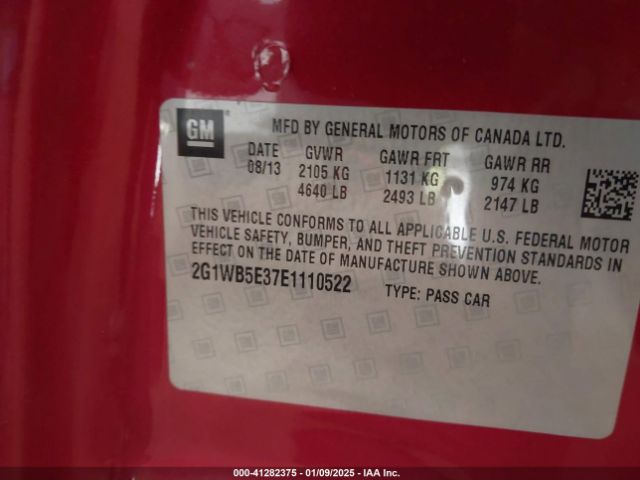 GM
MFD BY GENERAL MOTORS OF CANADA LTD.
DATE GVWR GAWR FRT GAWR RR
08/13 2105 KG 1131 KG 974 KG
4640 LB 2493 LB 2147 LB
THIS VEHICLE CONFORMS TO ALL APPLICABLE U.S. FEDERAL MOTOR
VEHICLE SAFETY, BUMPER, AND THEFT PREVENTION STANDARDS IN
EFFECT ON THE DATE OF MANUFACTURE SHOWN ABOVE.
2G1WB5E37E1110522 TYPE: PASS CAR
000-41282375 - 01/09/2025 - IAA Inc.